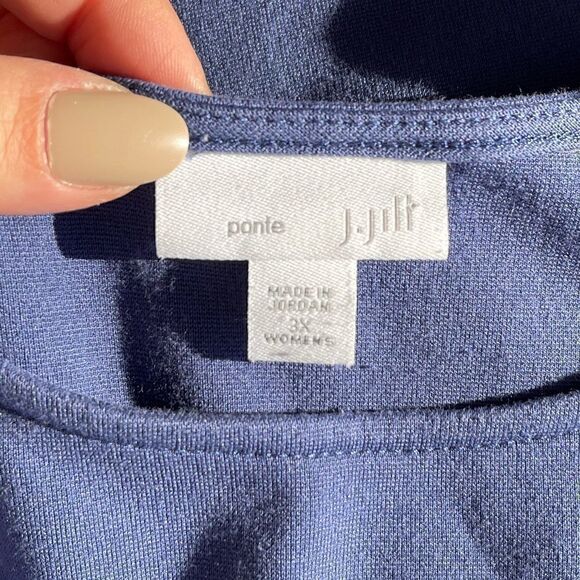 ponte J.Jill
MADE IN
JORDAN
3X
WOMENS